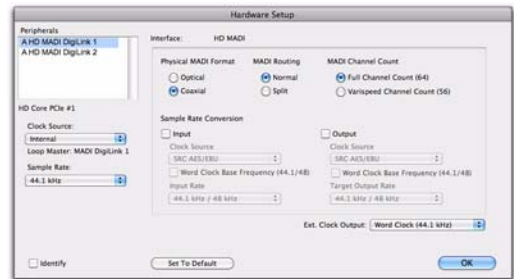 Hardware Setup
Peripherals
A HD MADI DigiLink 1
A HD MADI DigiLink 2
HD Core PCIe #1
Clock Source:
Internal
Loop Master: MADI DigiLink 1
Sample Rate:
44.1 kHz
Identify
Interface: HD MADI
Physical MADI Format
Optical
Coaxial
MADI Routing
Normal
Split
MADI Channel Count
Full Channel Count (64)
Varispeed Channel Count (56)
Sample Rate Conversion
Input
Clock Source
SRC AES/EBU
Word Clock Base Frequency (44.1/48)
Input Rate
44.1 kHz / 48 kHz
Output
Clock Source
SRC AES/EBU
Word Clock Base Frequency (44.1/48)
Target Output Rate
44.1 kHz / 48 kHz
Ext. Clock Output: Word Clock (44.1 kHz)
Set To Default
OK